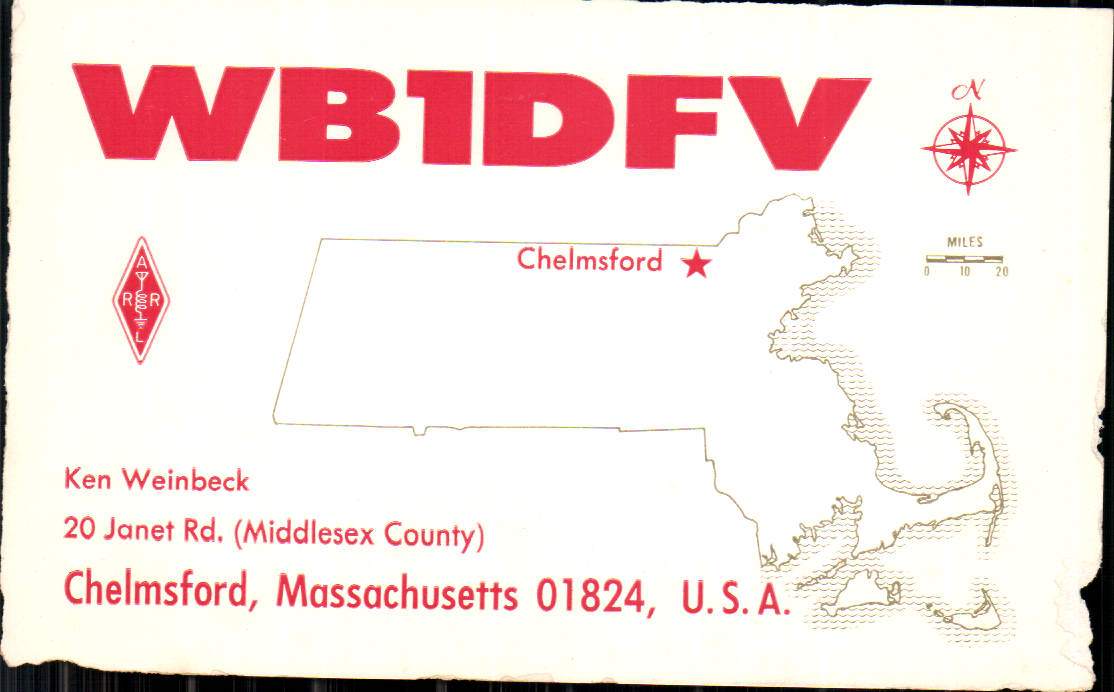 WB1DFV
N
MILES
0 10 20
Chelmsford
A
R R
L
Ken Weinbeck
20 Janet Rd. (Middlesex County)
Chelmsford, Massachusetts 01824, U.S.A.